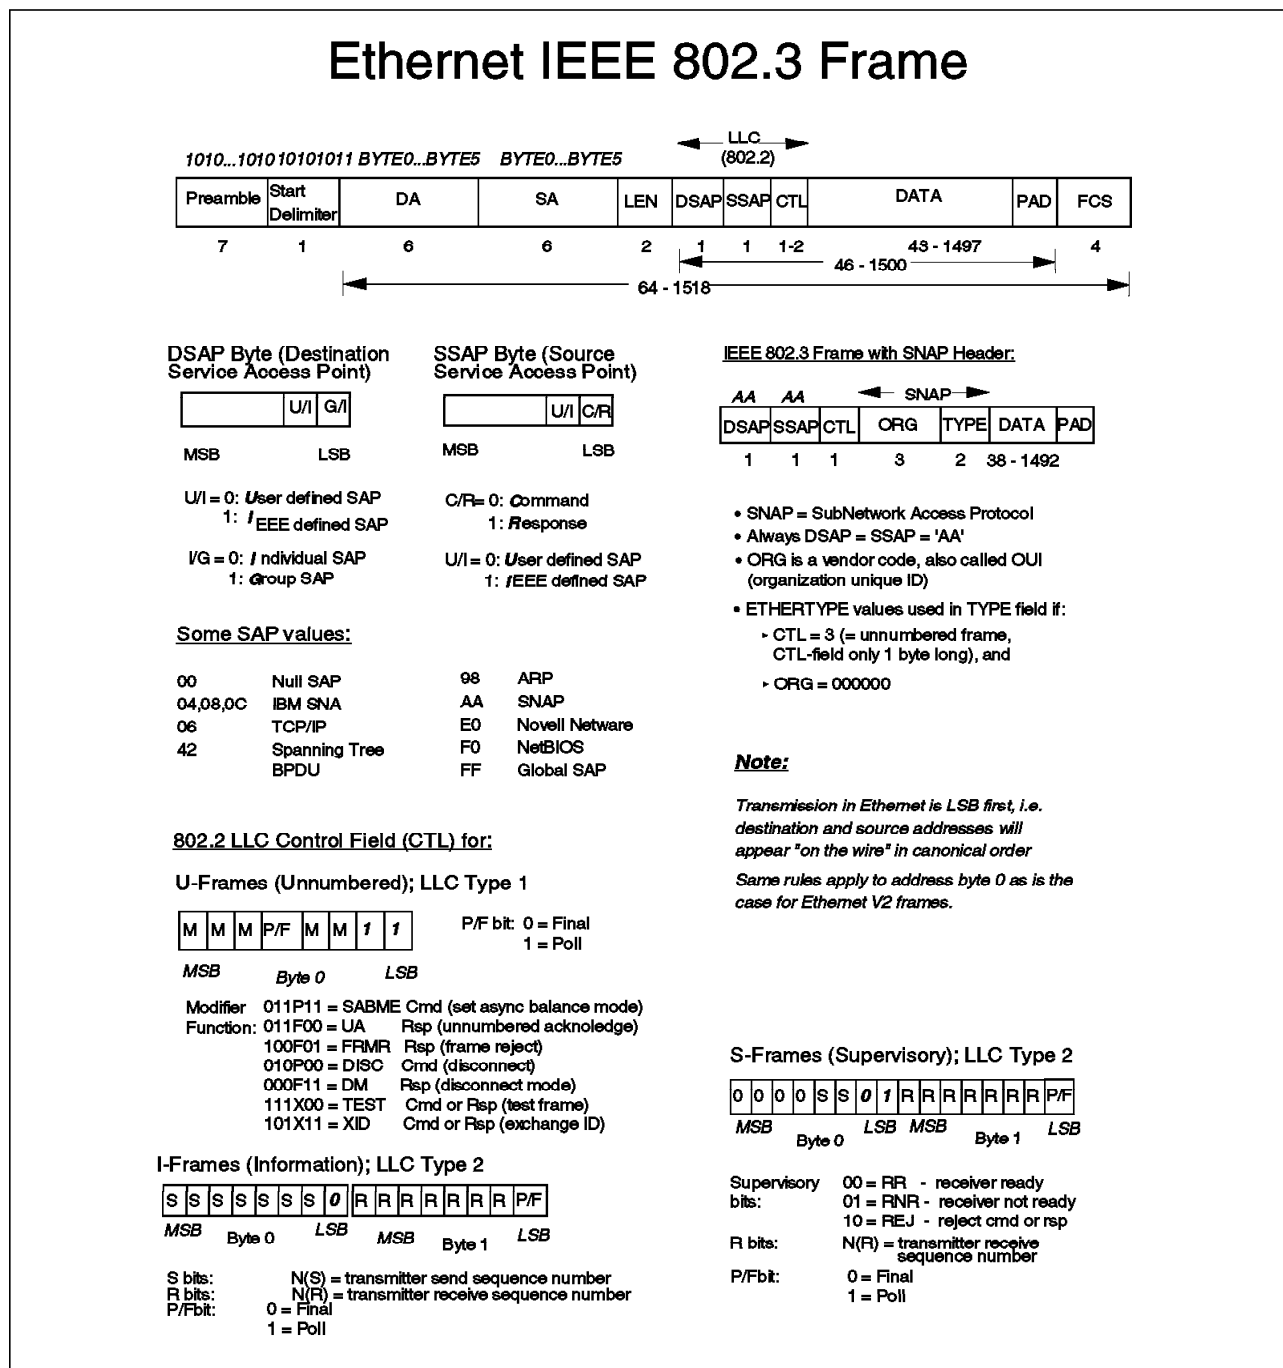 Ethernet IEEE 802.3 Frame
LLC
(802.2)
1010...1010 10101011 BYTE0...BYTE5 BYTE0...BYTE5
Preamble Start Delimiter DA SA LEN DSAP SSAP CTL DATA PAD FCS
7 1 6 6 2 1 1 1-2 43 - 1497 4
46 - 1500
64 - 1518
DSAP Byte (Destination
Service Access Point)
U/I G/I
MSB LSB
U/I = 0: User defined SAP
1: IEEE defined SAP
I/G = 0: Individual SAP
1: Group SAP
SSAP Byte (Source
Service Access Point)
U/I C/R
MSB LSB
C/R= 0: Command
1: Response
U/I = 0: User defined SAP
1: IEEE defined SAP
Some SAP values:
00 Null SAP
04,08,0C IBM SNA
06 TCP/IP
42 Spanning Tree
BPDU
98 ARP
AA SNAP
E0 Novell Netware
F0 NetBIOS
FF Global SAP
IEEE 802.3 Frame with SNAP Header:
AA AA SNAP
DSAP SSAP CTL ORG TYPE DATA PAD
1 1 1 3 2 38 - 1492
• SNAP = SubNetwork Access Protocol
• Always DSAP = SSAP = 'AA'
• ORG is a vendor code, also called OUI
(organization unique ID)
• ETHERTYPE values used in TYPE field if:
▸ CTL = 3 (= unnumbered frame,
CTL-field only 1 byte long), and
▸ ORG = 000000
Note:
Transmission in Ethernet is LSB first, i.e.
destination and source addresses will
appear "on the wire" in canonical order
Same rules apply to address byte 0 as is the
case for Ethernet V2 frames.
802.2 LLC Control Field (CTL) for:
U-Frames (Unnumbered); LLC Type 1
M M M P/F M M 1 1
MSB Byte 0 LSB
P/F bit: 0 = Final
1 = Poll
Modifier 011P11 = SABME Cmd (set async balance mode)
Function: 011F00 = UA Rsp (unnumbered acknoledge)
100F01 = FRMR Rsp (frame reject)
010P00 = DISC Cmd (disconnect)
000F11 = DM Rsp (disconnect mode)
111X00 = TEST Cmd or Rsp (test frame)
101X11 = XID Cmd or Rsp (exchange ID)
I-Frames (Information); LLC Type 2
S S S S S S S 0 R R R R R R R P/F
MSB Byte 0 LSB MSB Byte 1 LSB
S bits: N(S) = transmitter send sequence number
R bits: N(R) = transmitter receive sequence number
P/Fbit: 0 = Final
1 = Poll
S-Frames (Supervisory); LLC Type 2
0 0 0 0 S S 0 1 R R R R R R R P/F
MSB Byte 0 LSB MSB Byte 1 LSB
Supervisory 00 = RR - receiver ready
bits: 01 = RNR - receiver not ready
10 = REJ - reject cmd or rsp
R bits: N(R) = transmitter receive
sequence number
P/Fbit: 0 = Final
1 = Poll